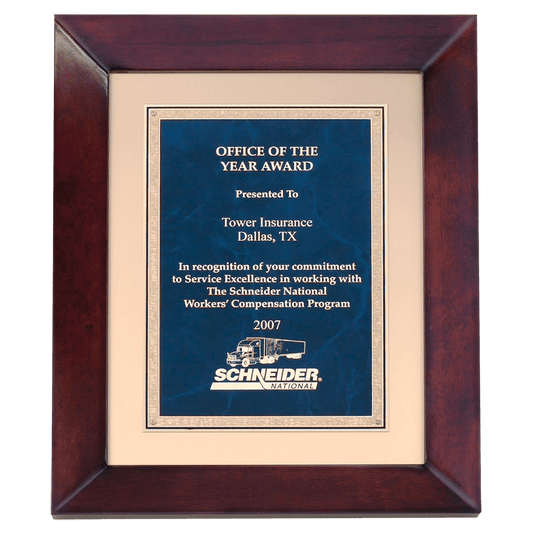 OFFICE OF THE
YEAR AWARD
Presented To
Tower Insurance
Dallas, TX
In recognition of your commitment
to Service Excellence in working with
The Schneider National
Workers' Compensation Program
2007
SCHNEIDER®
NATIONAL